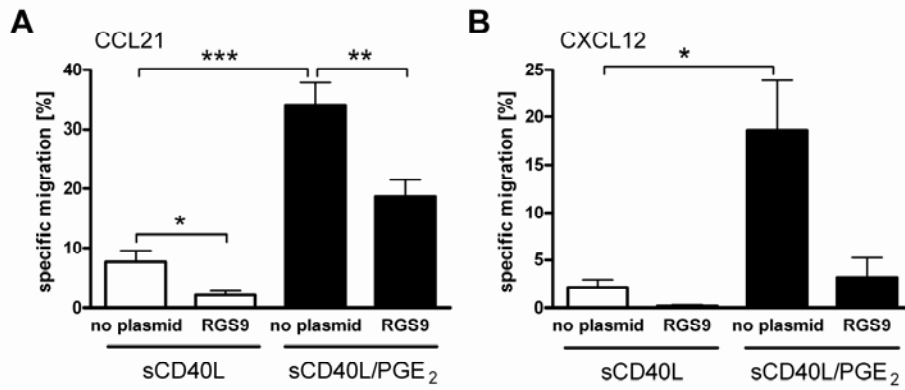 A
CCL21
***
**
*
specific migration [%]
40
30
20
10
0
no plasmid RGS9 no plasmid RGS9
sCD40L sCD40L/PGE₂
B
CXCL12
*
specific migration [%]
25
20
15
10
5
0
no plasmid RGS9 no plasmid RGS9
sCD40L sCD40L/PGE₂